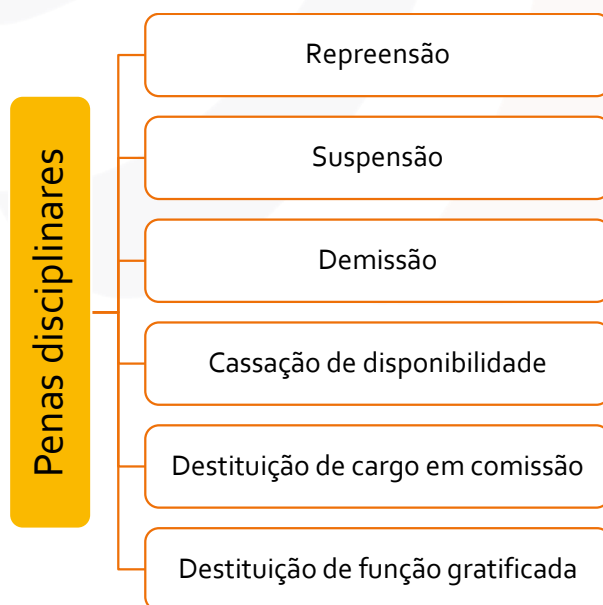 Penas disciplinares
Repreensão
Suspensão
Demissão
Cassação de disponibilidade
Destituição de cargo em comissão
Destituição de função gratificada